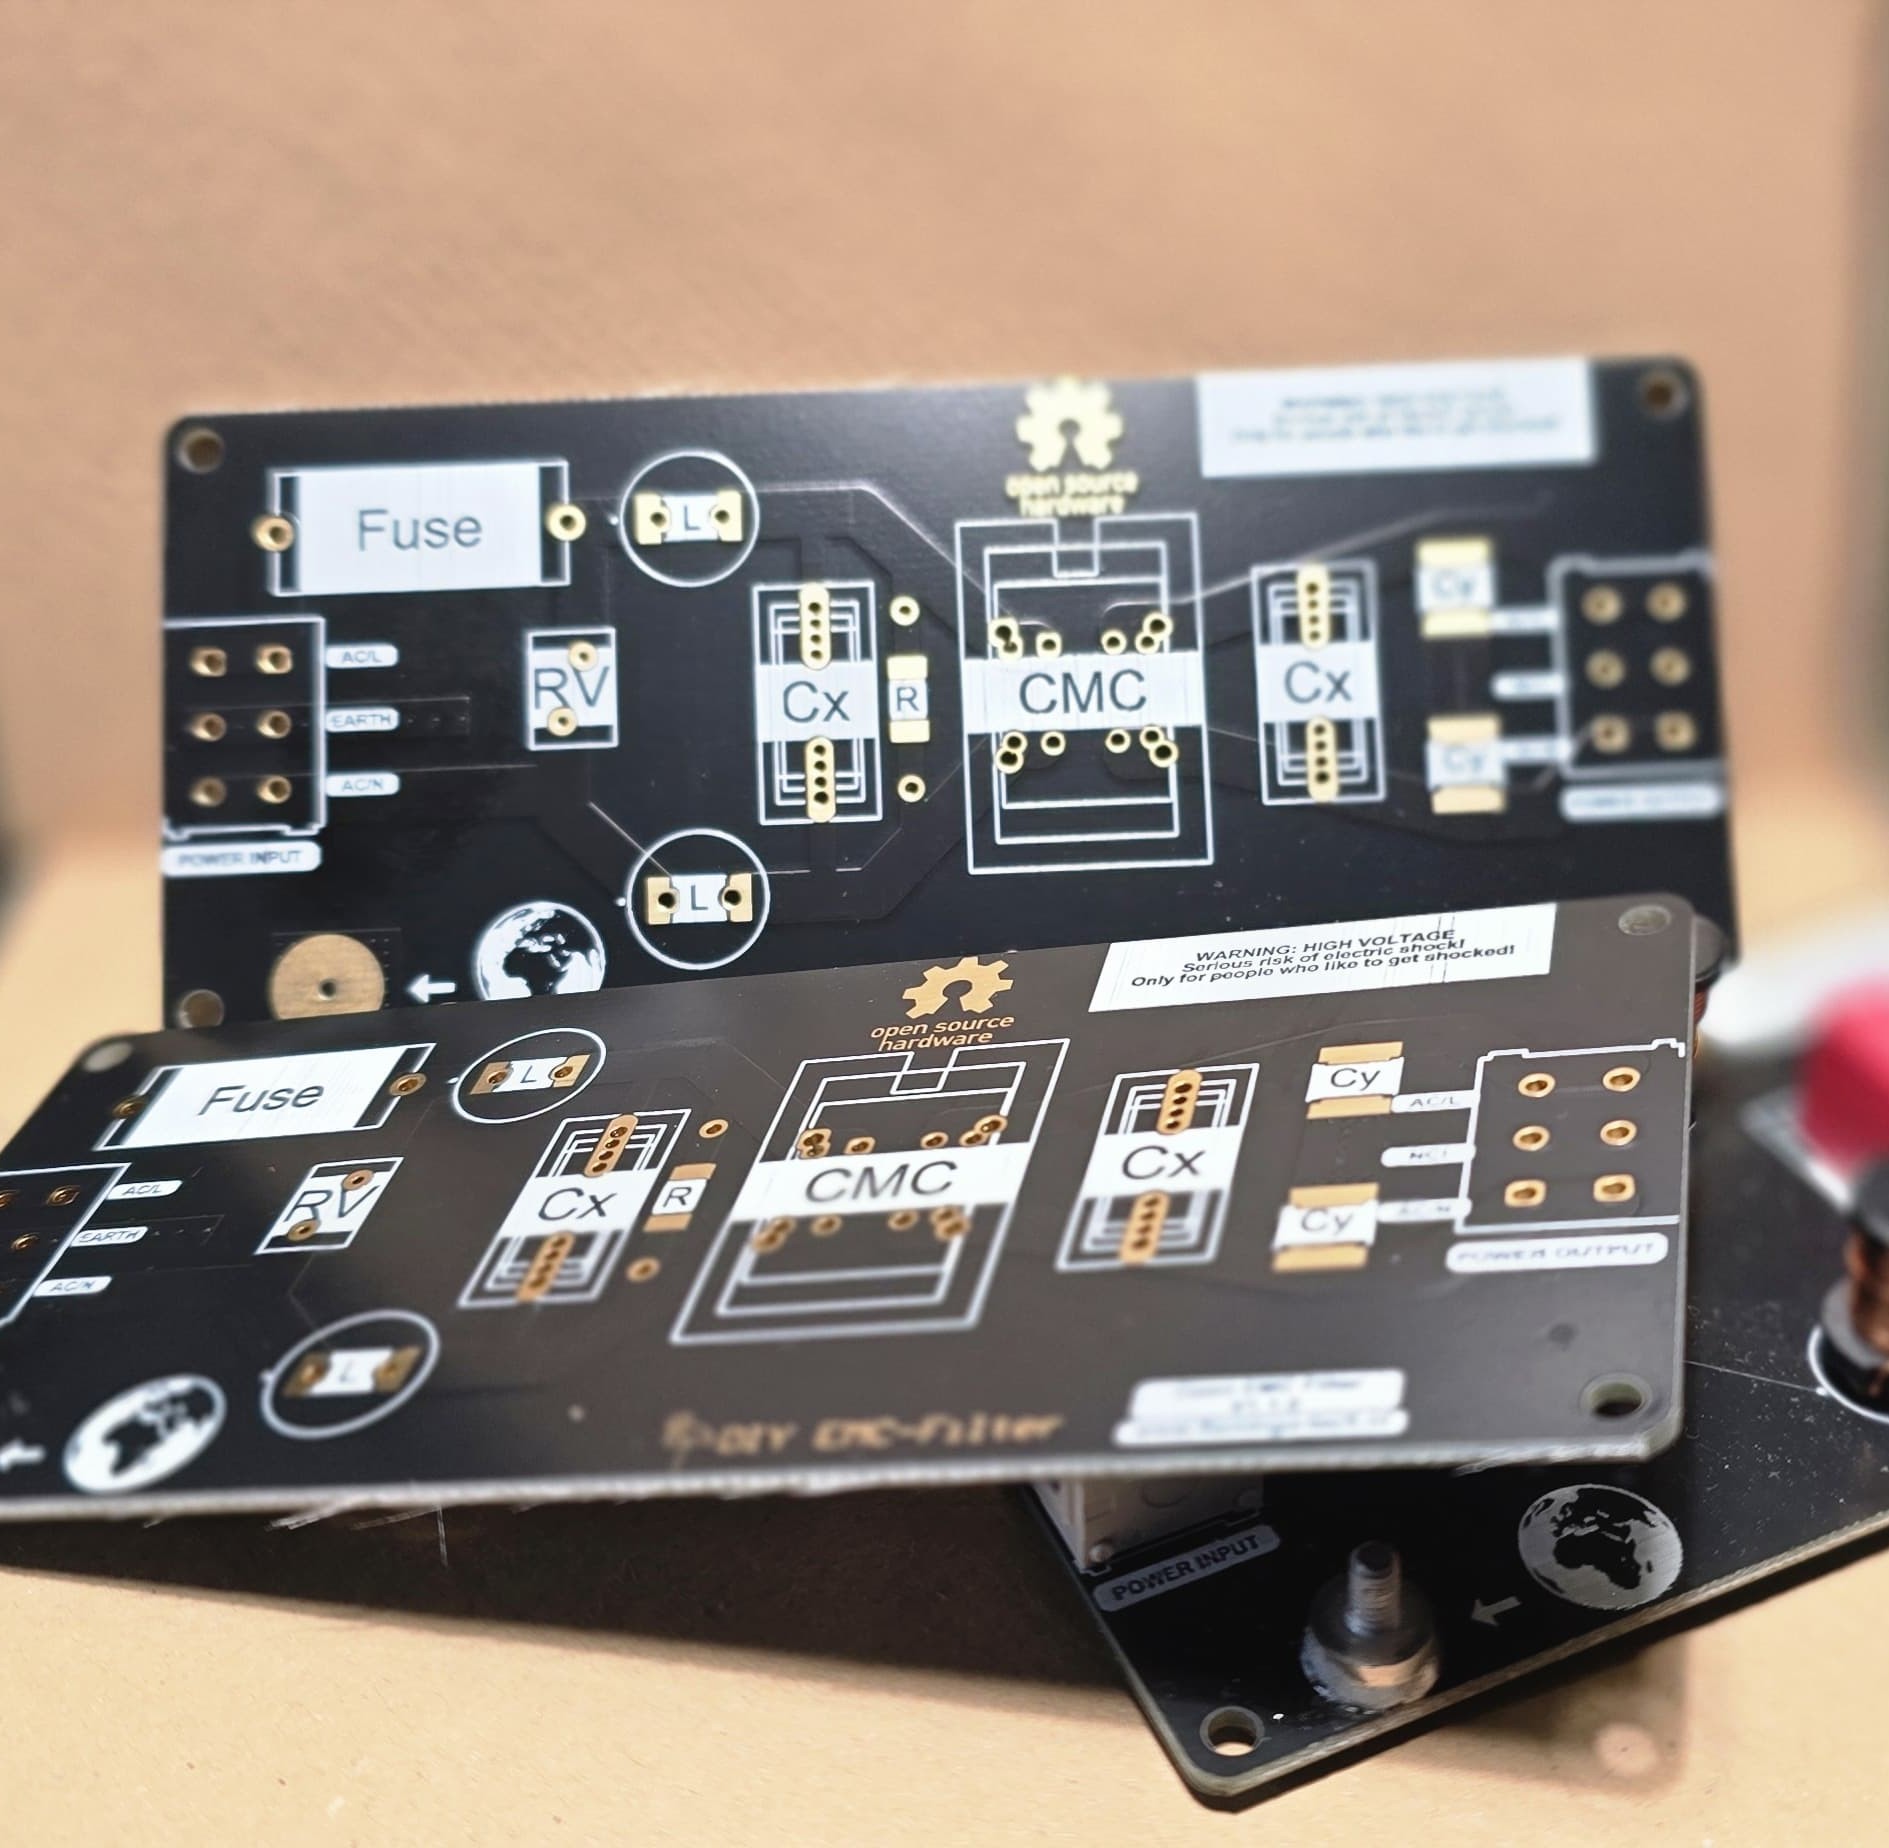 open source
hardware
Fuse
L
AC/L
EARTH
AC/N
POWER INPUT
RV
Cx
R
CMC
Cx
Cy
Cy
L
WARNING: HIGH VOLTAGE
Serious risk of electric shock!
Only for people who like to get shocked!
open source
hardware
Fuse
L
AC/L
EARTH
AC/N
RV
Cx
R
CMC
Cx
Cy
AC/L
NC
Cy
AC/N
POWER OUTPUT
L
DIY EMC-Filter
POWER INPUT